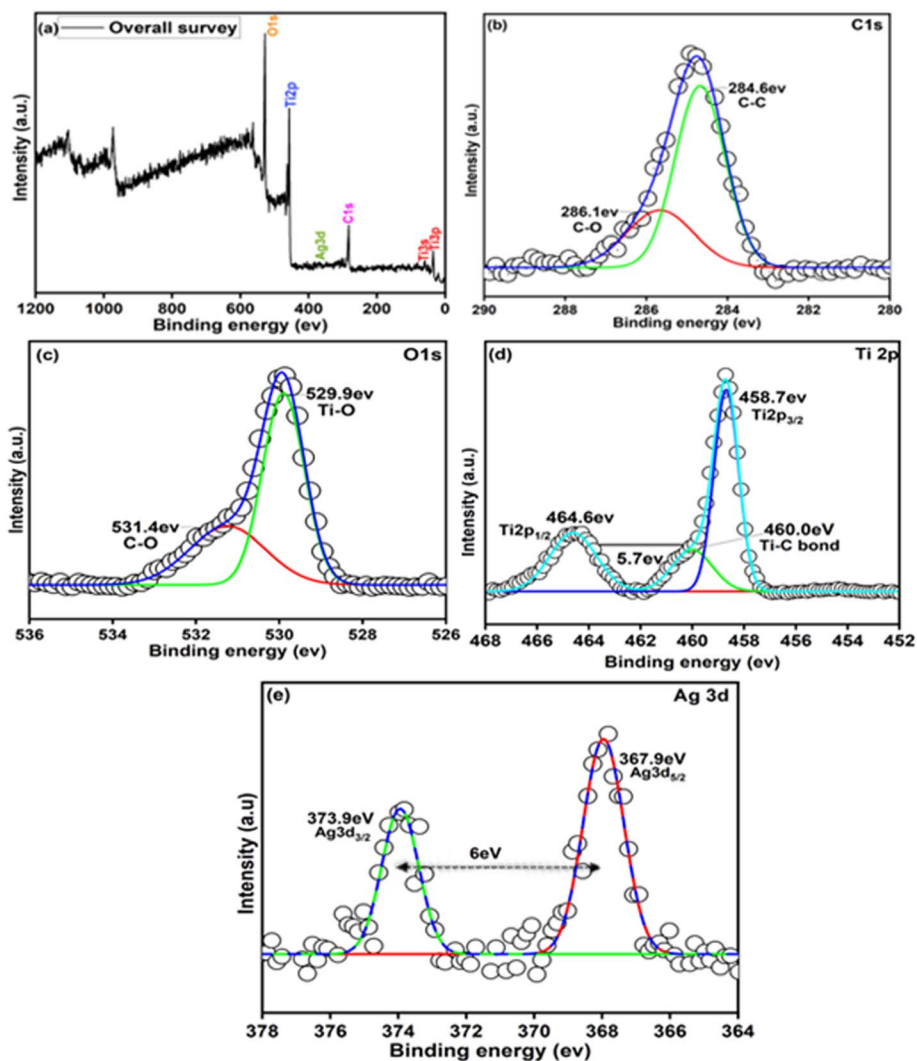 (a)
Overall survey
O1s
Ti2p
Ag3d
C1s
Ti3s
Ti3p
Intensity (a.u.)
1200 1000 800 600 400 200 0
Binding energy (ev)
(b)
C1s
284.6ev
C-C
286.1ev
C-O
Intensity (a.u.)
290 288 286 284 282 280
Binding energy (ev)
(c)
O1s
529.9ev
Ti-O
531.4ev
C-O
Intensity (a.u.)
536 534 532 530 528 526
Binding energy (ev)
(d)
Ti 2p
458.7ev
Ti2p3/2
Ti2p1/2
464.6ev
460.0eV
Ti-C bond
5.7ev
Intensity (a.u.)
468 466 464 462 460 458 456 454 452
Binding energy (ev)
(e)
Ag 3d
367.9eV
Ag3d5/2
373.9eV
Ag3d3/2
6eV
Intensity (a.u)
378 376 374 372 370 368 366 364
Binding energy (ev)